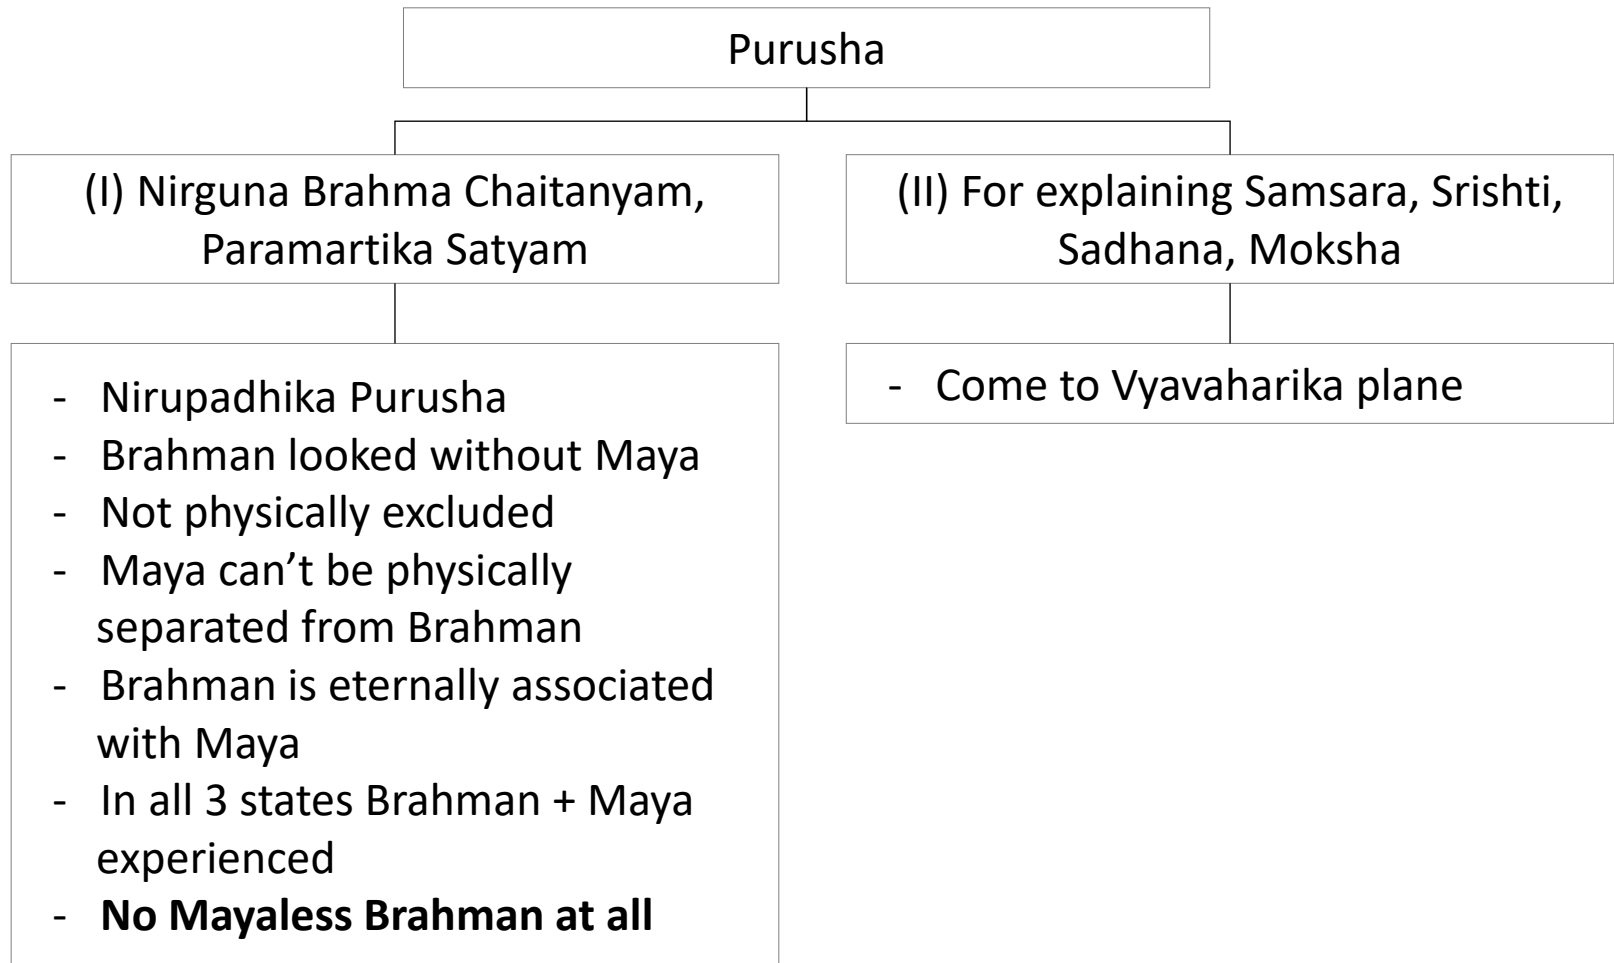 Purusha
(I) Nirguna Brahma Chaitanyam,
Paramartika Satyam
(II) For explaining Samsara, Srishti,
Sadhana, Moksha
- Nirupadhika Purusha
- Brahman looked without Maya
- Not physically excluded
- Maya can’t be physically
separated from Brahman
- Brahman is eternally associated
with Maya
- In all 3 states Brahman + Maya
experienced
- No Mayaless Brahman at all
- Come to Vyavaharika plane